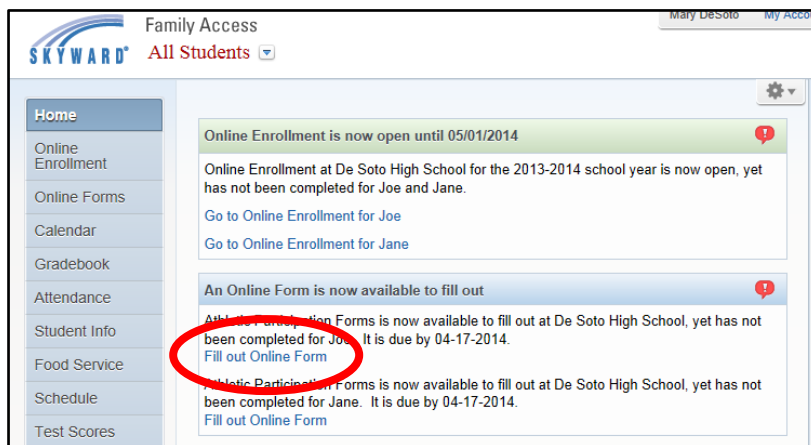 Family Access
Mary DeSoto My Acco
SKYWARD®
All Students
Home
Online
Enrollment
Online Forms
Calendar
Gradebook
Attendance
Student Info
Food Service
Schedule
Test Scores
Online Enrollment is now open until 05/01/2014
Online Enrollment at De Soto High School for the 2013-2014 school year is now open, yet
has not been completed for Joe and Jane.
Go to Online Enrollment for Joe
Go to Online Enrollment for Jane
An Online Form is now available to fill out
Athletic Participation Forms is now available to fill out at De Soto High School, yet has not
been completed for Joe. It is due by 04-17-2014.
Fill out Online Form
Athletic Participation Forms is now available to fill out at De Soto High School, yet has not
been completed for Jane. It is due by 04-17-2014.
Fill out Online Form